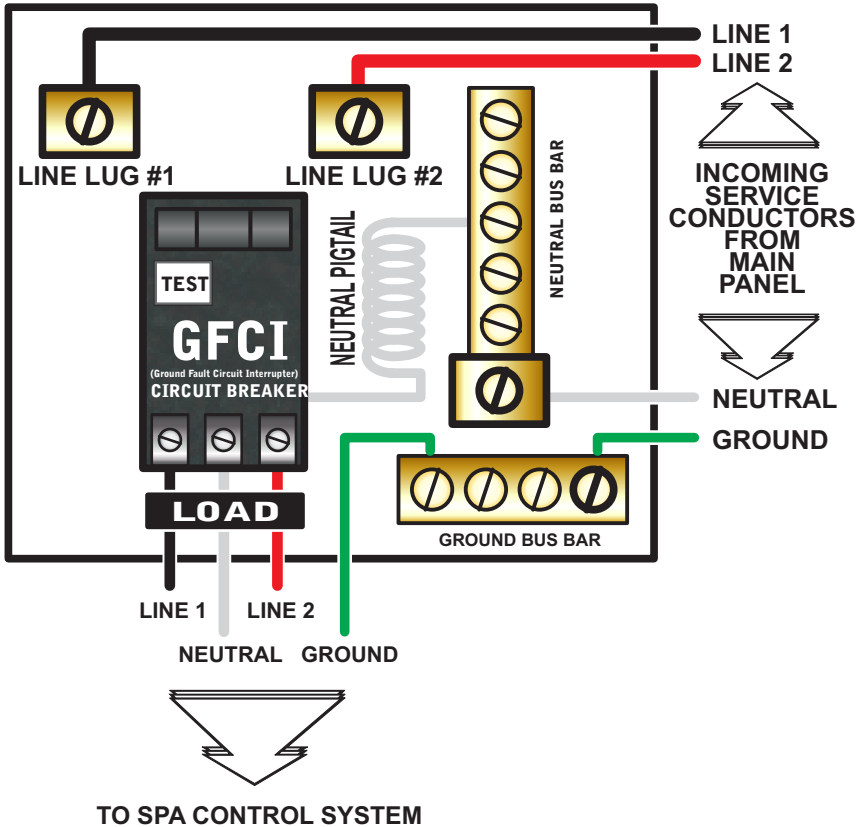 LINE 1
LINE 2
LINE LUG #1
LINE LUG #2
NEUTRAL BUS BAR
INCOMING
SERVICE
CONDUCTORS
FROM
MAIN
PANEL
NEUTRAL PIGTAIL
TEST
GFCI
(Ground Fault Circuit Interrupter)
CIRCUIT BREAKER
NEUTRAL
GROUND
LOAD
GROUND BUS BAR
LINE 1
LINE 2
NEUTRAL
GROUND
TO SPA CONTROL SYSTEM